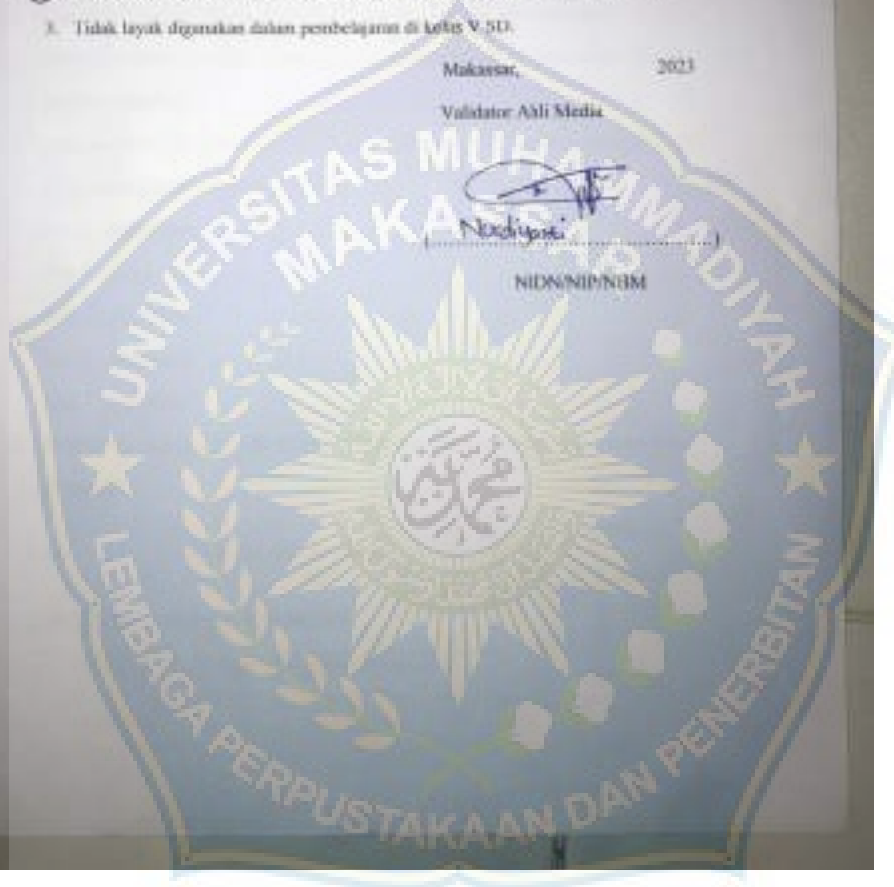 3. Tidak layak digunakan dalam pembelajaran di kelas V SD.
Makassar, 2023
Validator Ahli Media
Nurdiyanti
(........................................)
NIDN/NIP/NBM
UNIVERSITAS MUHAMMADIYAH
MAKASSAR
محمدية
LEMBAGA PERPUSTAKAAN DAN PENERBITAN